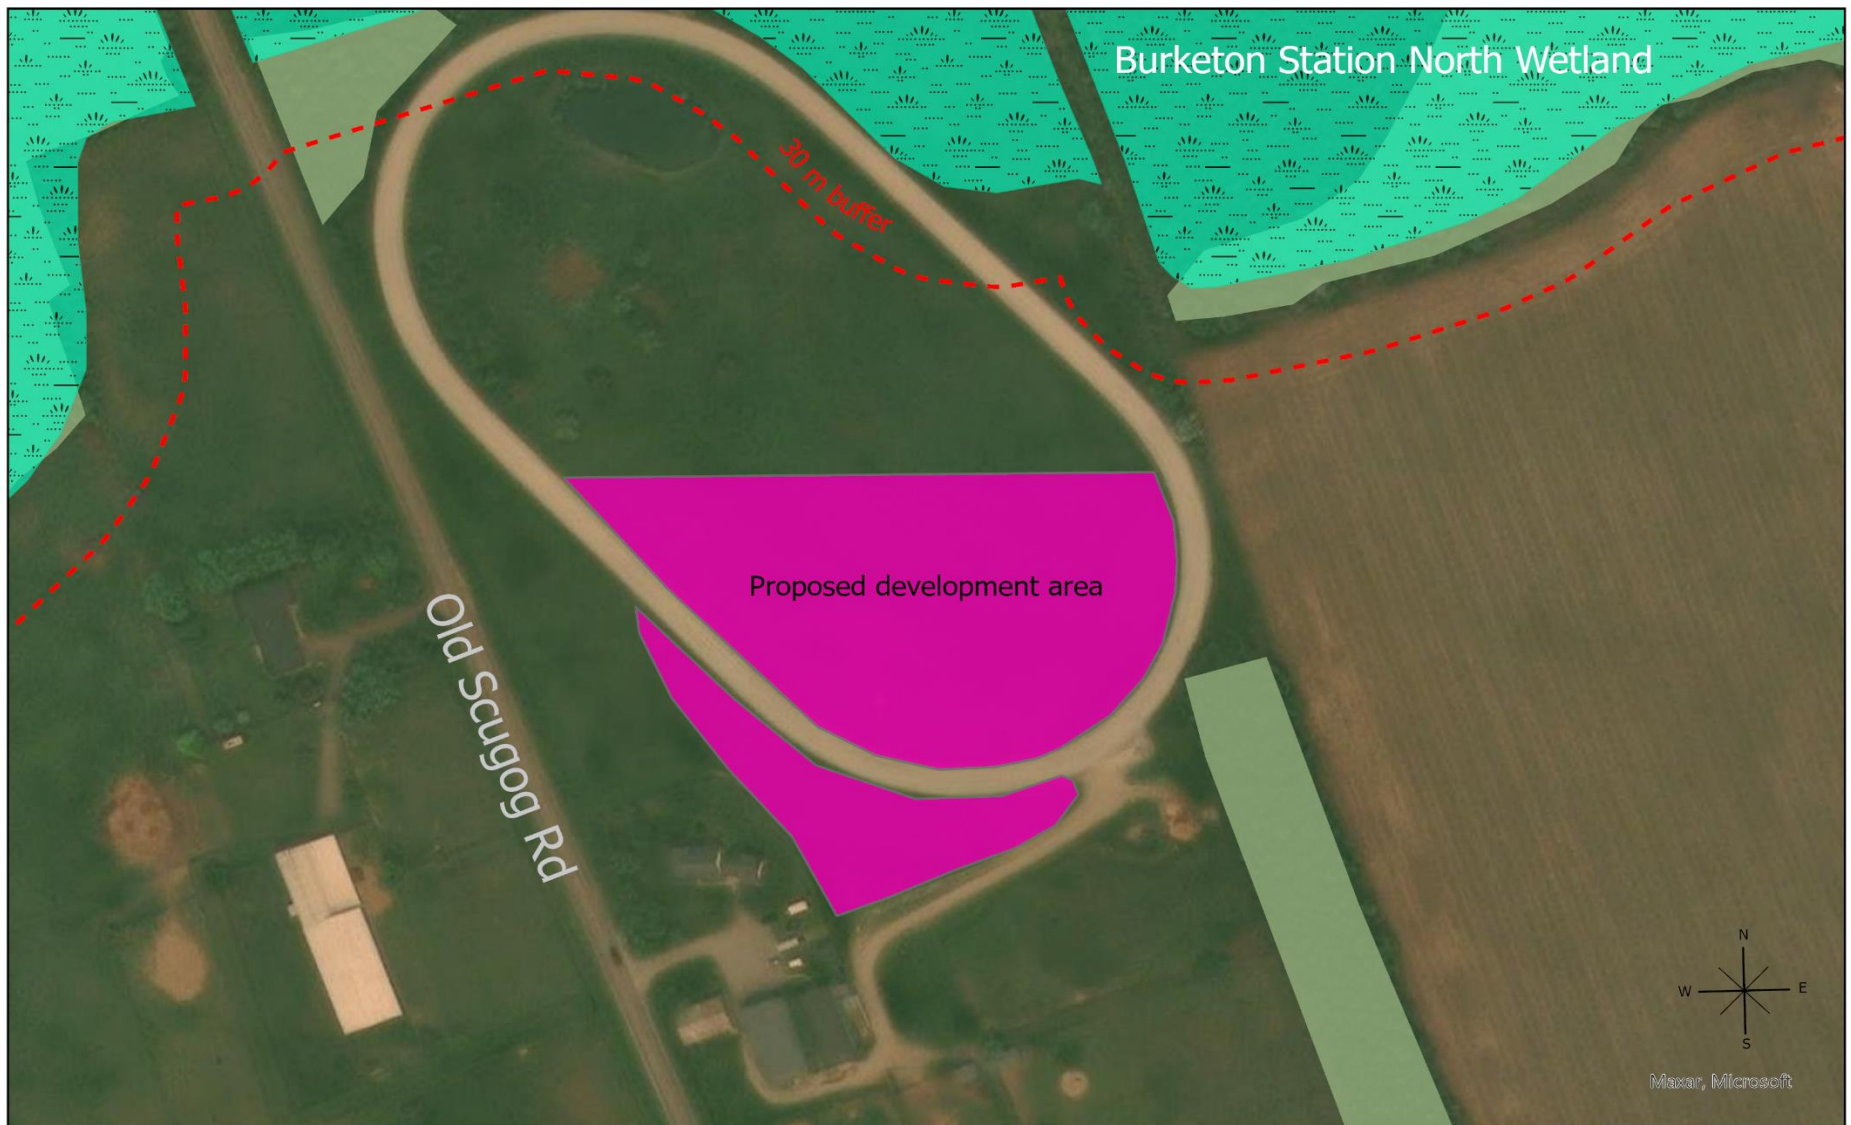 Burketon Station North Wetland
30 m buffer
Proposed development area
Old Scugog Rd
N
W E
S
Maxar, Microsoft